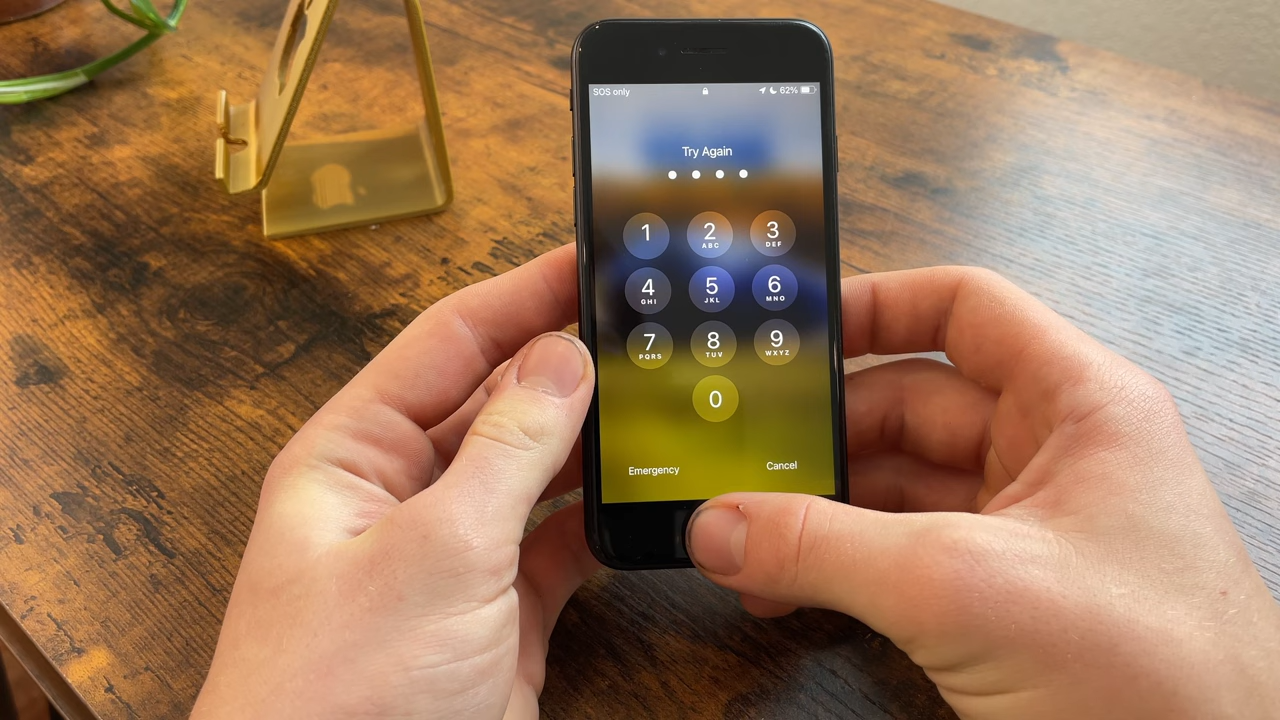 SOS only 62%
Try Again
1 2 3
ABC DEF
4 5 6
GHI JKL MNO
7 8 9
PQRS TUV WXYZ
0
Emergency Cancel